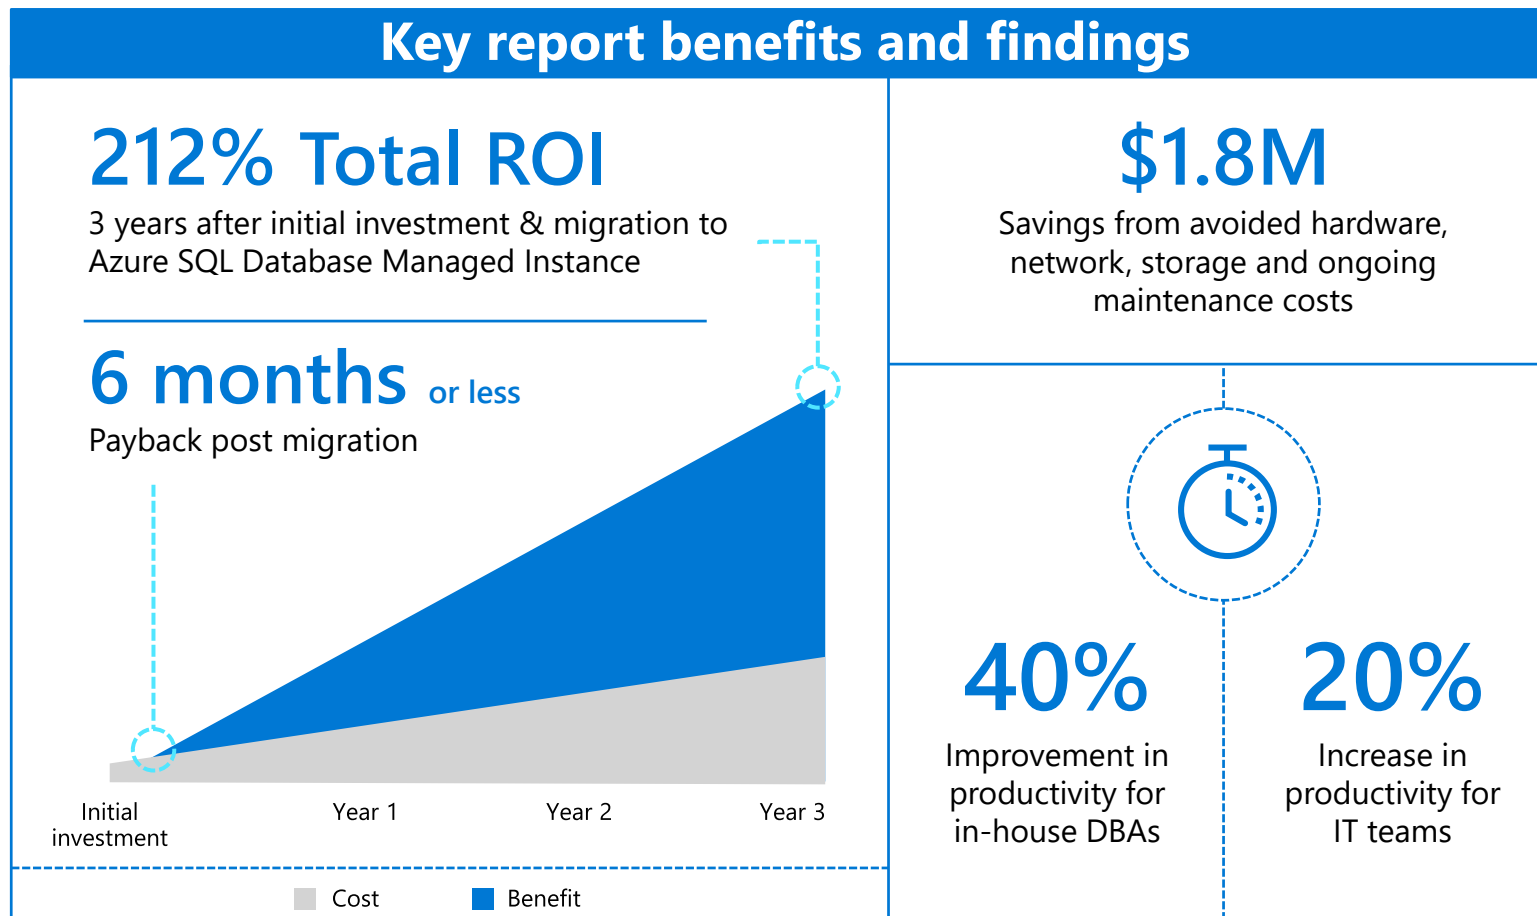 Key report benefits and findings
212% Total ROI
3 years after initial investment & migration to
Azure SQL Database Managed Instance
6 months or less
Payback post migration
Initial
investment
Year 1
Year 2
Year 3
Cost
Benefit
$1.8M
Savings from avoided hardware,
network, storage and ongoing
maintenance costs
40%
Improvement in
productivity for
in-house DBAs
20%
Increase in
productivity for
IT teams